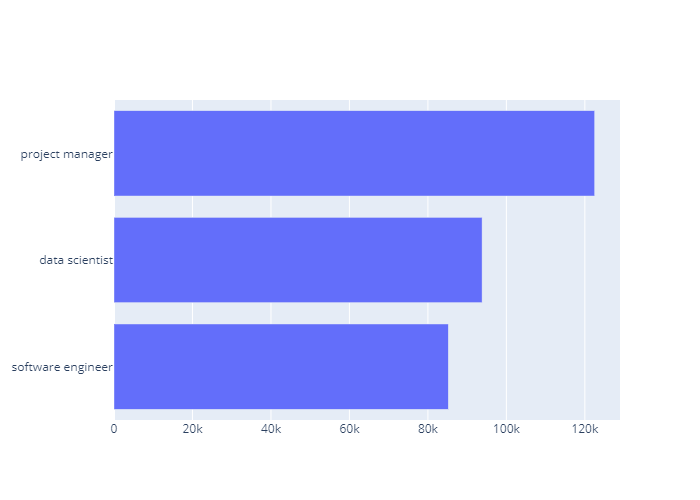 project manager
data scientist
software engineer
0 20k 40k 60k 80k 100k 120k